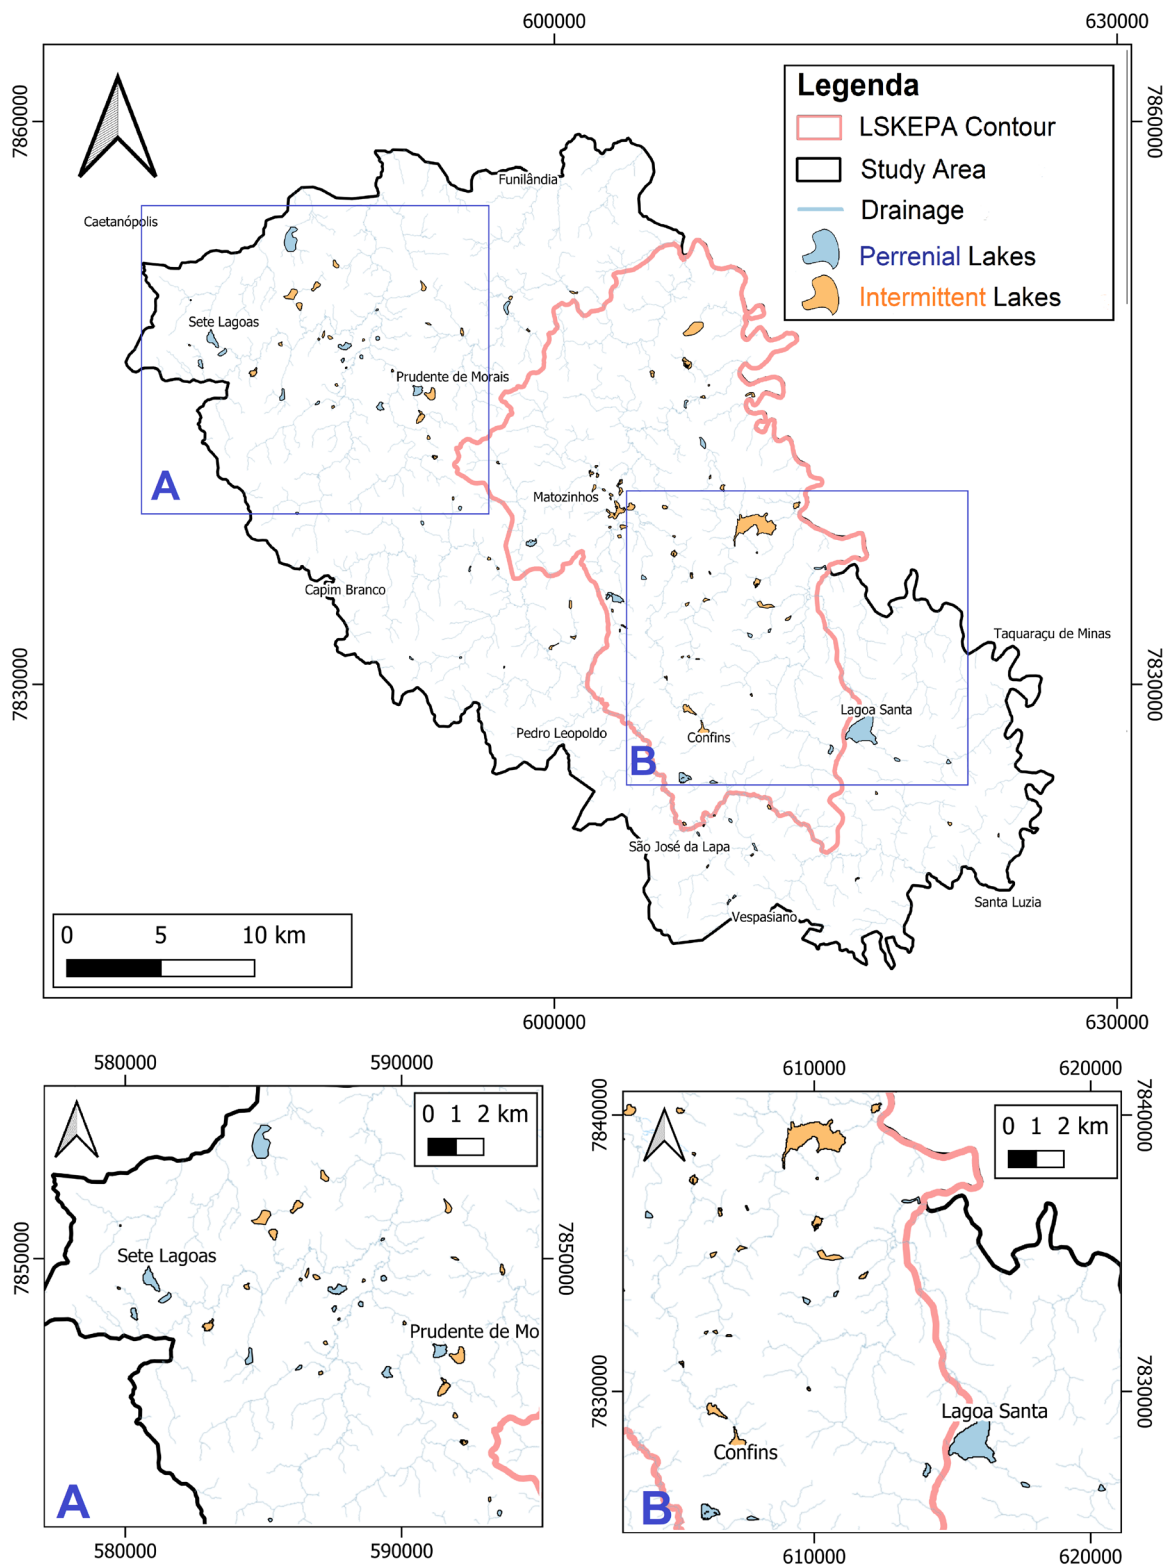 600000
630000
7860000
7860000
Legenda
LSKEPA Contour
Study Area
Drainage
Perrenial Lakes
Intermittent Lakes
Funilândia
Caetanópolis
Sete Lagoas
Prudente de Morais
A
Matozinhos
Capim Branco
Taquaraçu de Minas
7830000
7830000
Lagoa Santa
Pedro Leopoldo
Confins
B
São José da Lapa
Santa Luzia
Vespasiano
0 5 10 km
600000
630000
580000
590000
0 1 2 km
7850000
7850000
Sete Lagoas
Prudente de Mo
A
580000
590000
610000
620000
7840000
7840000
0 1 2 km
7830000
7830000
Lagoa Santa
Confins
B
610000
620000